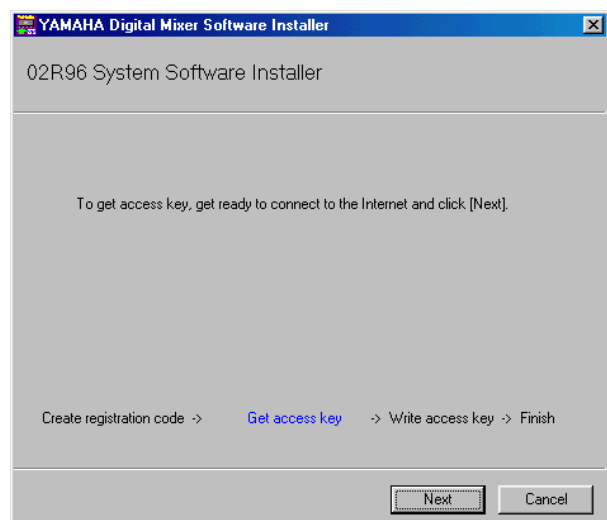 YAMAHA Digital Mixer Software Installer
02R96 System Software Installer
To get access key, get ready to connect to the Internet and click [Next].
Create registration code -> Get access key -> Write access key -> Finish
Next Cancel